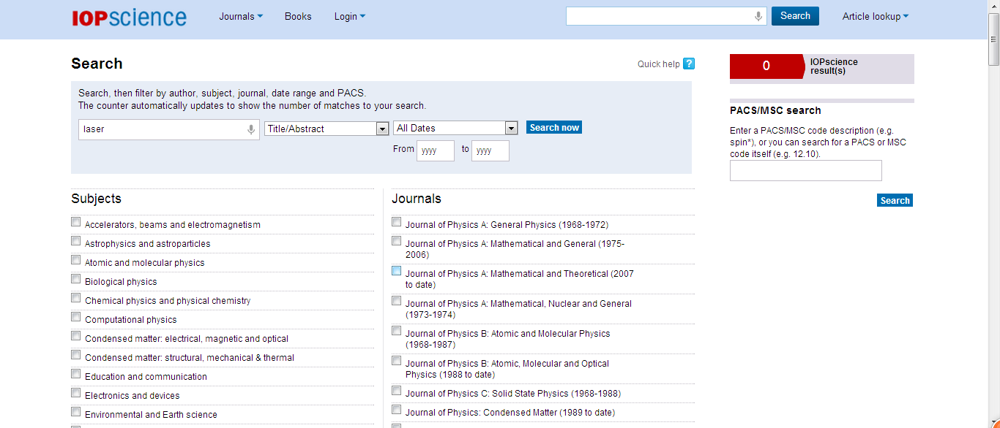 IOPscience
Journals
Books
Login
Search
Article lookup
Search
Quick help ?
Search, then filter by author, subject, journal, date range and PACS.
The counter automatically updates to show the number of matches to your search.
laser
Title/Abstract
All Dates
Search now
From yyyy to yyyy
0
IOPscience
result(s)
PACS/MSC search
Enter a PACS/MSC code description (e.g.
spin*), or you can search for a PACS or MSC
code itself (e.g. 12.10).
Search
Subjects
Accelerators, beams and electromagnetism
Astrophysics and astroparticles
Atomic and molecular physics
Biological physics
Chemical physics and physical chemistry
Computational physics
Condensed matter: electrical, magnetic and optical
Condensed matter: structural, mechanical & thermal
Education and communication
Electronics and devices
Environmental and Earth science
Journals
Journal of Physics A: General Physics (1968-1972)
Journal of Physics A: Mathematical and General (1975-
2006)
Journal of Physics A: Mathematical and Theoretical (2007
to date)
Journal of Physics A: Mathematical, Nuclear and General
(1973-1974)
Journal of Physics B: Atomic and Molecular Physics
(1968-1987)
Journal of Physics B: Atomic, Molecular and Optical
Physics (1988 to date)
Journal of Physics C: Solid State Physics (1968-1988)
Journal of Physics: Condensed Matter (1989 to date)